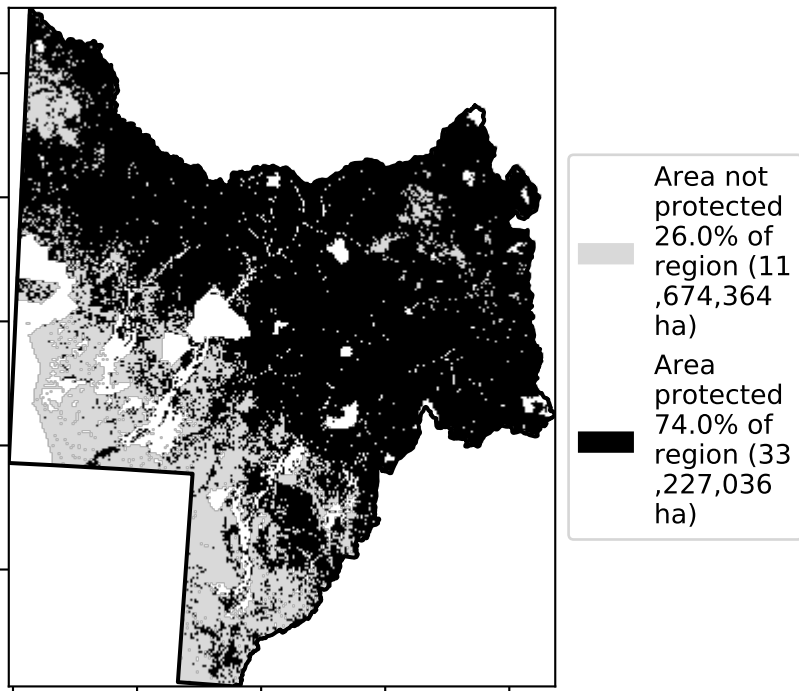 Area not
protected
26.0% of
region (11
,674,364
ha)
Area
protected
74.0% of
region (33
,227,036
ha)